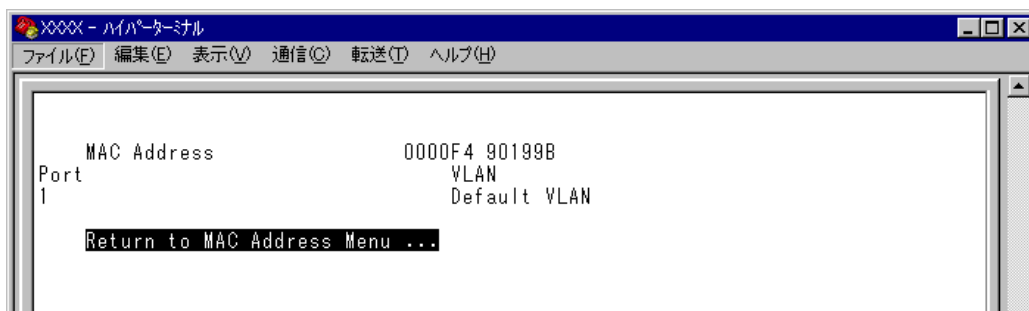 XXXX - ﾊｲﾊﾟｰﾀｰﾐﾅﾙ
ファイル(F) 編集(E) 表示(V) 通信(C) 転送(T) ヘルプ(H)
MAC Address 0000F4 90199B
Port VLAN
1 Default VLAN
Return to MAC Address Menu ...